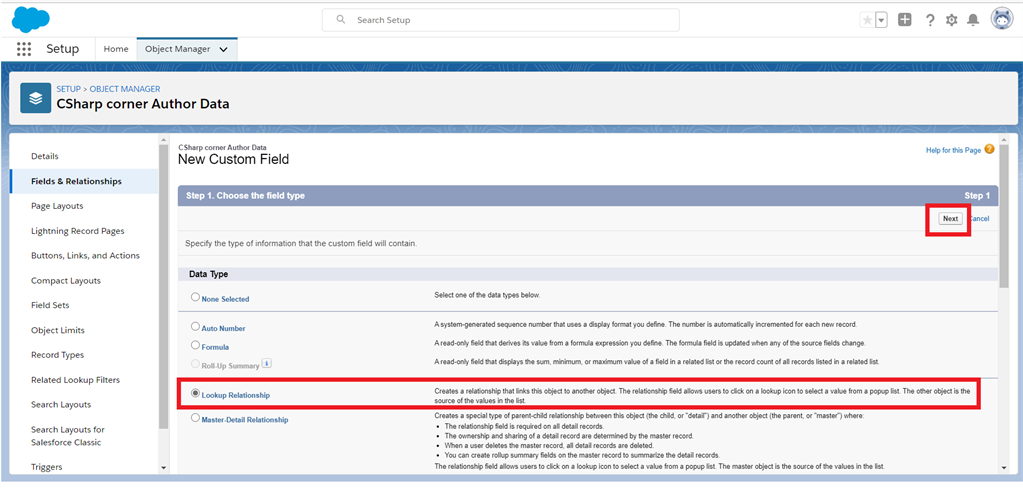 Search Setup
Setup
Home
Object Manager
SETUP > OBJECT MANAGER
CSharp corner Author Data
Details
Fields & Relationships
Page Layouts
Lightning Record Pages
Buttons, Links, and Actions
Compact Layouts
Field Sets
Object Limits
Record Types
Related Lookup Filters
Search Layouts
Search Layouts for
Salesforce Classic
Triggers
CSharp corner Author Data
New Custom Field
Help for this Page
Step 1. Choose the field type
Step 1
Next
Cancel
Specify the type of information that the custom field will contain.
Data Type
None Selected
Select one of the data types below.
Auto Number
A system-generated sequence number that uses a display format you define. The number is automatically incremented for each new record.
Formula
A read-only field that derives its value from a formula expression you define. The formula field is updated when any of the source fields change.
Roll-Up Summary
i
A read-only field that displays the sum, minimum, or maximum value of a field in a related list or the record count of all records listed in a related list.
Lookup Relationship
Creates a relationship that links this object to another object. The relationship field allows users to click on a lookup icon to select a value from a popup list. The other object is the
source of the values in the list.
Master-Detail Relationship
Creates a special type of parent-child relationship between this object (the child, or "detail") and another object (the parent, or "master") where:
• The relationship field is required on all detail records.
• The ownership and sharing of a detail record are determined by the master record.
• When a user deletes the master record, all detail records are deleted.
• You can create rollup summary fields on the master record to summarize the detail records.
The relationship field allows users to click on a lookup icon to select a value from a popup list. The master object is the source of the values in the list.